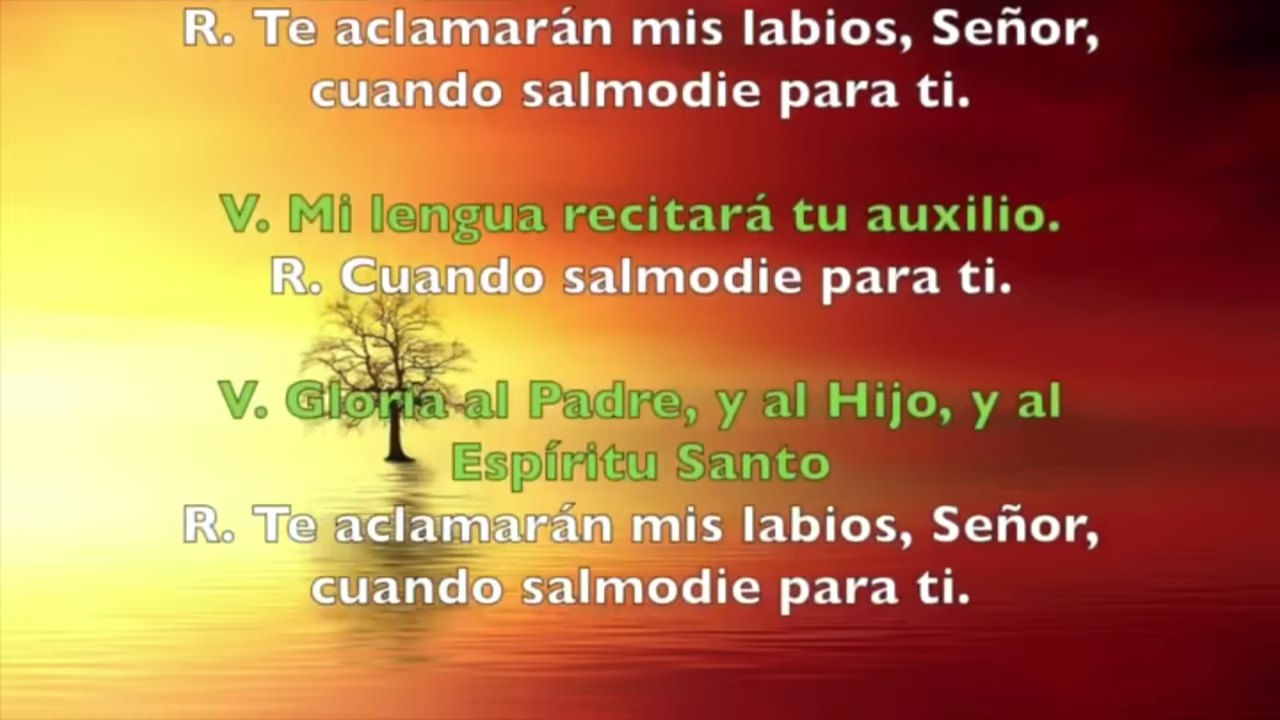 R. Te aclamarán mis labios, Señor,
cuando salmodie para ti.
V. Mi lengua recitará tu auxilio.
R. Cuando salmodie para ti.
V. Gloria al Padre, y al Hijo, y al
Espíritu Santo
R. Te aclamarán mis labios, Señor,
cuando salmodie para ti.